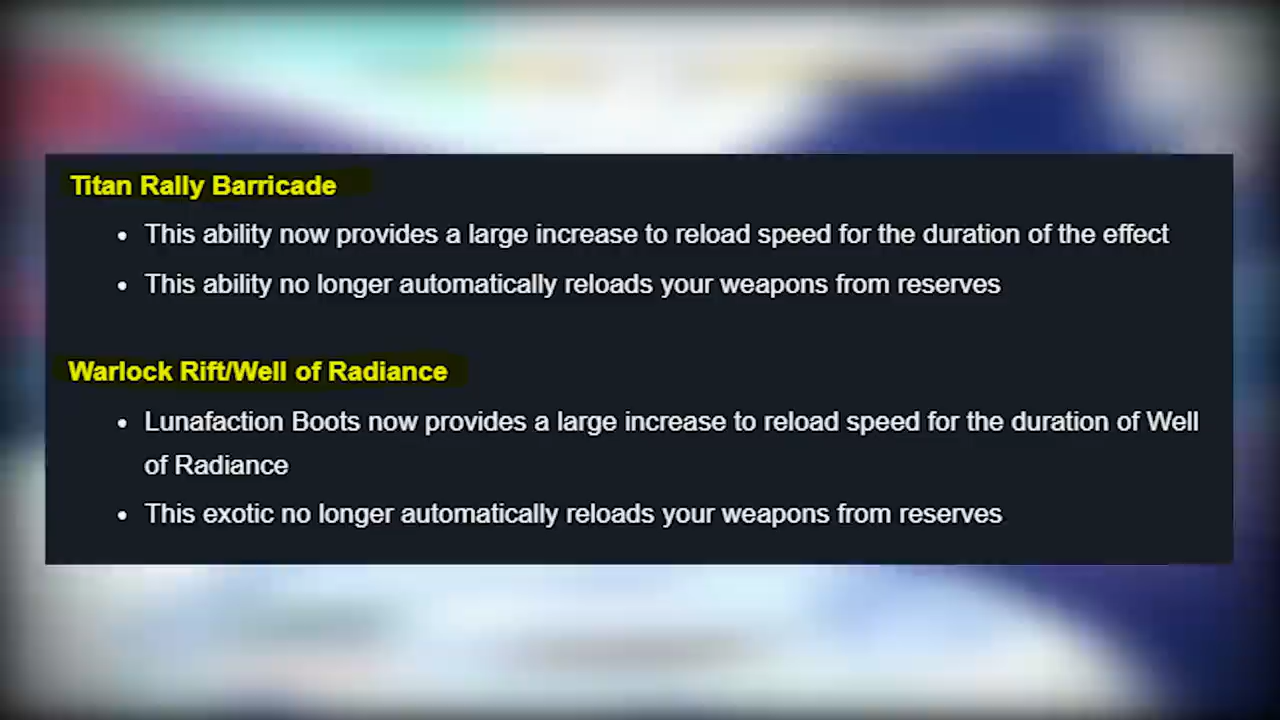 Titan Rally Barricade
• This ability now provides a large increase to reload speed for the duration of the effect
• This ability no longer automatically reloads your weapons from reserves
Warlock Rift/Well of Radiance
• Lunafaction Boots now provides a large increase to reload speed for the duration of Well
of Radiance
• This exotic no longer automatically reloads your weapons from reserves